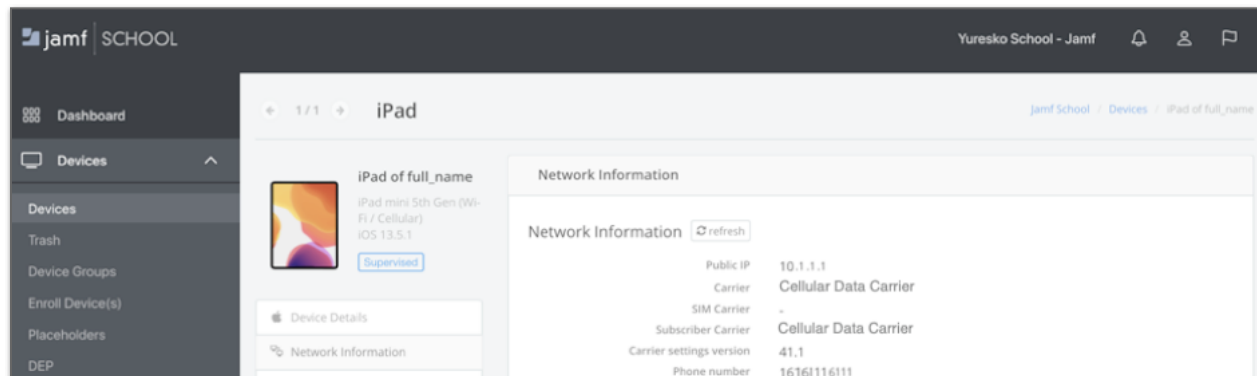 jamf SCHOOL
Yuresko School - Jamf
Dashboard
Devices
Devices
Trash
Device Groups
Enroll Device(s)
Placeholders
DEP
1/1
iPad
Jamf School / Devices / iPad of full_name
iPad of full_name
iPad mini 5th Gen (Wi-
Fi / Cellular)
iOS 13.5.1
Supervised
Device Details
Network Information
Network Information
Network Information refresh
Public IP 10.1.1.1
Carrier Cellular Data Carrier
SIM Carrier -
Subscriber Carrier Cellular Data Carrier
Carrier settings version 41.1
Phone number